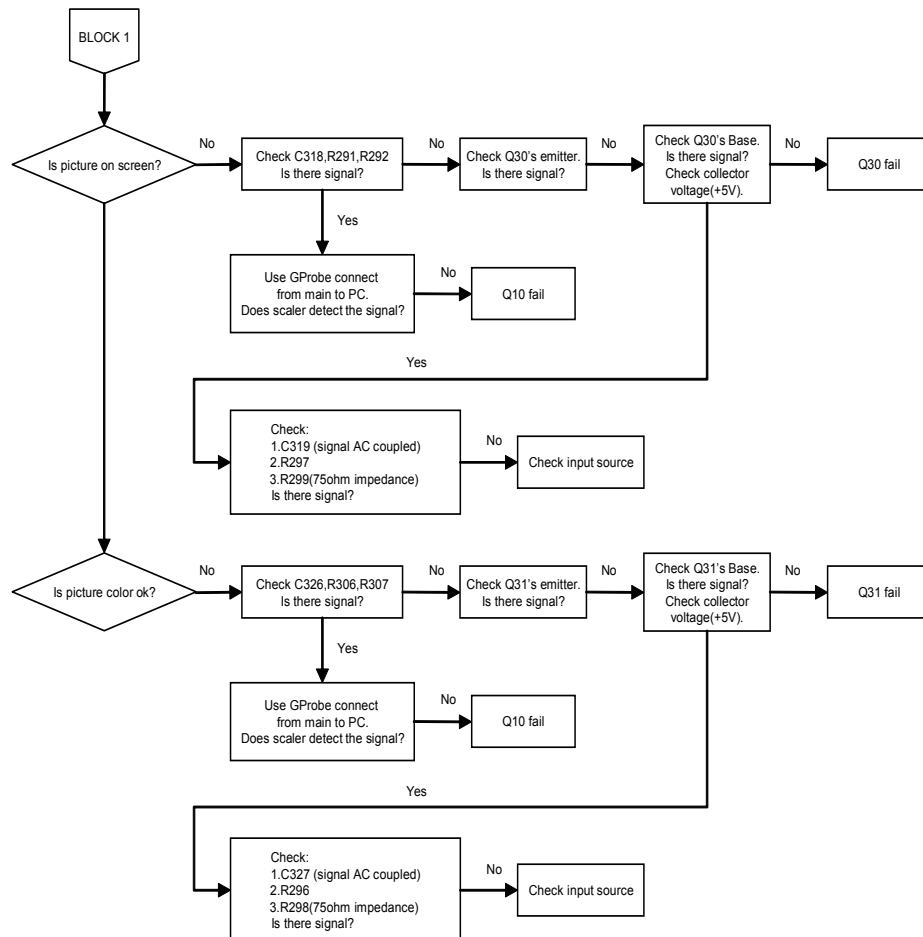 BLOCK 1
Is picture on screen?
No
Check C318,R291,R292
Is there signal?
No
Check Q30's emitter.
Is there signal?
No
Check Q30's Base.
Is there signal?
Check collector
voltage(+5V).
No
Q30 fail
Yes
Use GProbe connect
from main to PC.
Does scaler detect the signal?
No
Q10 fail
Yes
Check:
1.C319 (signal AC coupled)
2.R297
3.R299(75ohm impedance)
Is there signal?
No
Check input source
Is picture color ok?
No
Check C326,R306,R307
Is there signal?
No
Check Q31's emitter.
Is there signal?
No
Check Q31's Base.
Is there signal?
Check collector
voltage(+5V).
No
Q31 fail
Yes
Use GProbe connect
from main to PC.
Does scaler detect the signal?
No
Q10 fail
Yes
Check:
1.C327 (signal AC coupled)
2.R296
3.R298(75ohm impedance)
Is there signal?
No
Check input source